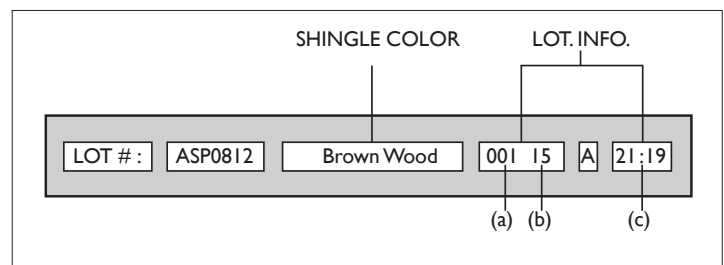 SHINGLE COLOR LOT. INFO.
LOT # : ASP0812 Brown Wood 001 15 A 21:19
(a) (b) (c)